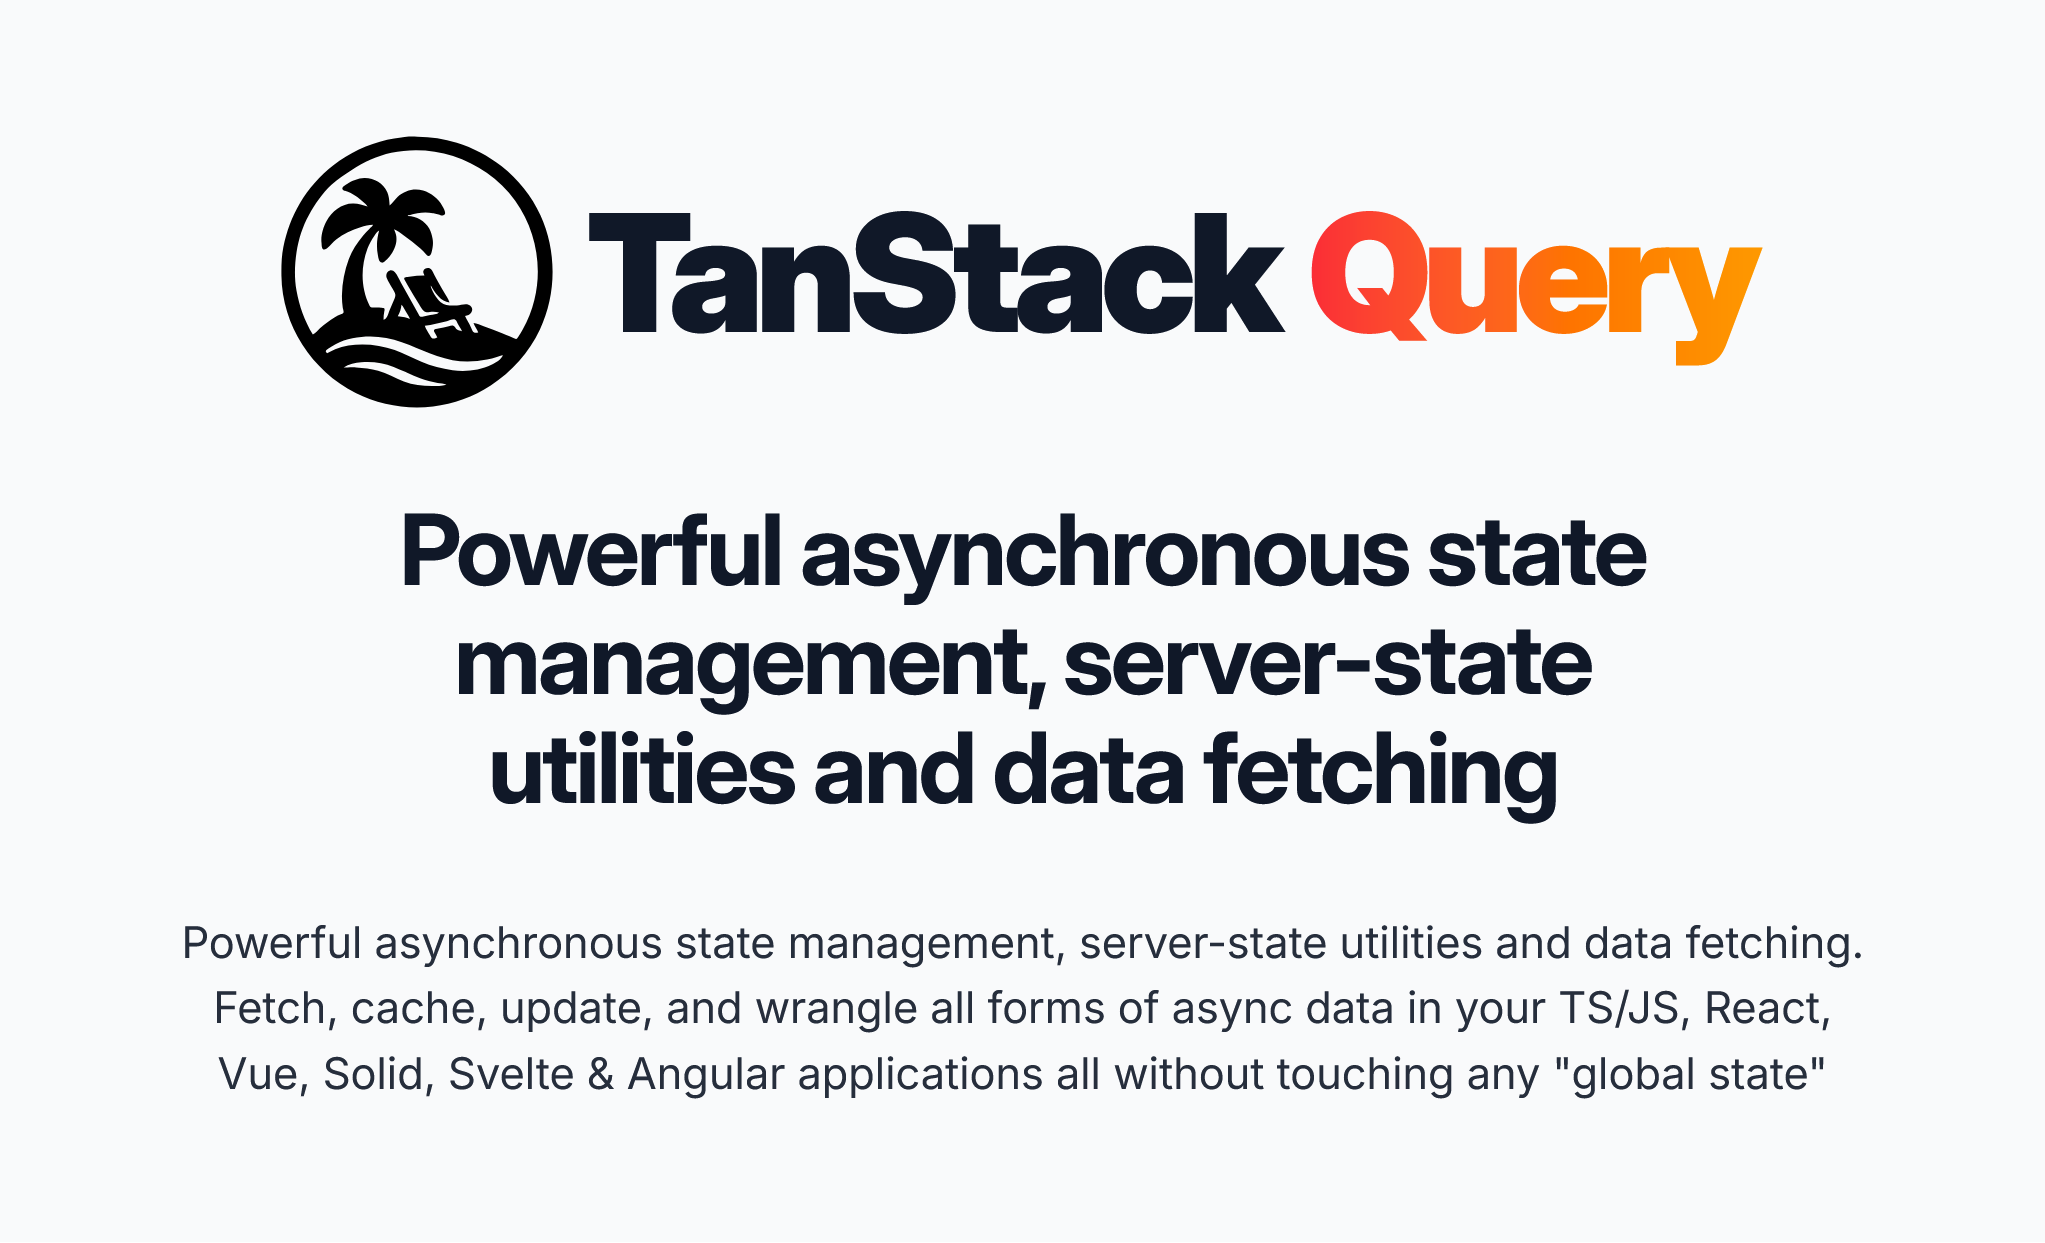 TanStack Query
Powerful asynchronous state
management, server-state
utilities and data fetching
Powerful asynchronous state management, server-state utilities and data fetching.
Fetch, cache, update, and wrangle all forms of async data in your TS/JS, React,
Vue, Solid, Svelte & Angular applications all without touching any "global state"